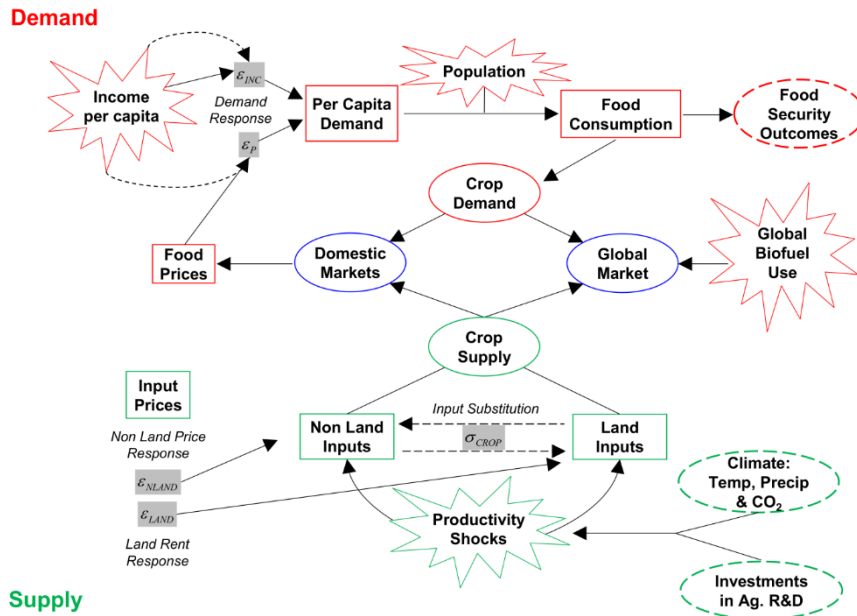 Demand
Income
per capita
ε_INC
Demand
Response
ε_P
Per Capita
Demand
Population
Food
Consumption
Food
Security
Outcomes
Crop
Demand
Food
Prices
Domestic
Markets
Global
Market
Global
Biofuel
Use
Crop
Supply
Input
Prices
Non Land Price
Response
ε_NLAND
ε_LAND
Land Rent
Response
Non Land
Inputs
Input Substitution
σ_CROP
Land
Inputs
Productivity
Shocks
Climate:
Temp, Precip
& CO₂
Investments
in Ag. R&D
Supply